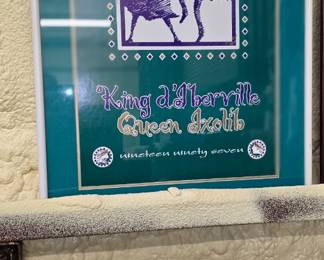 King d'Iberville
Queen Ixolib
nineteen ninety seven